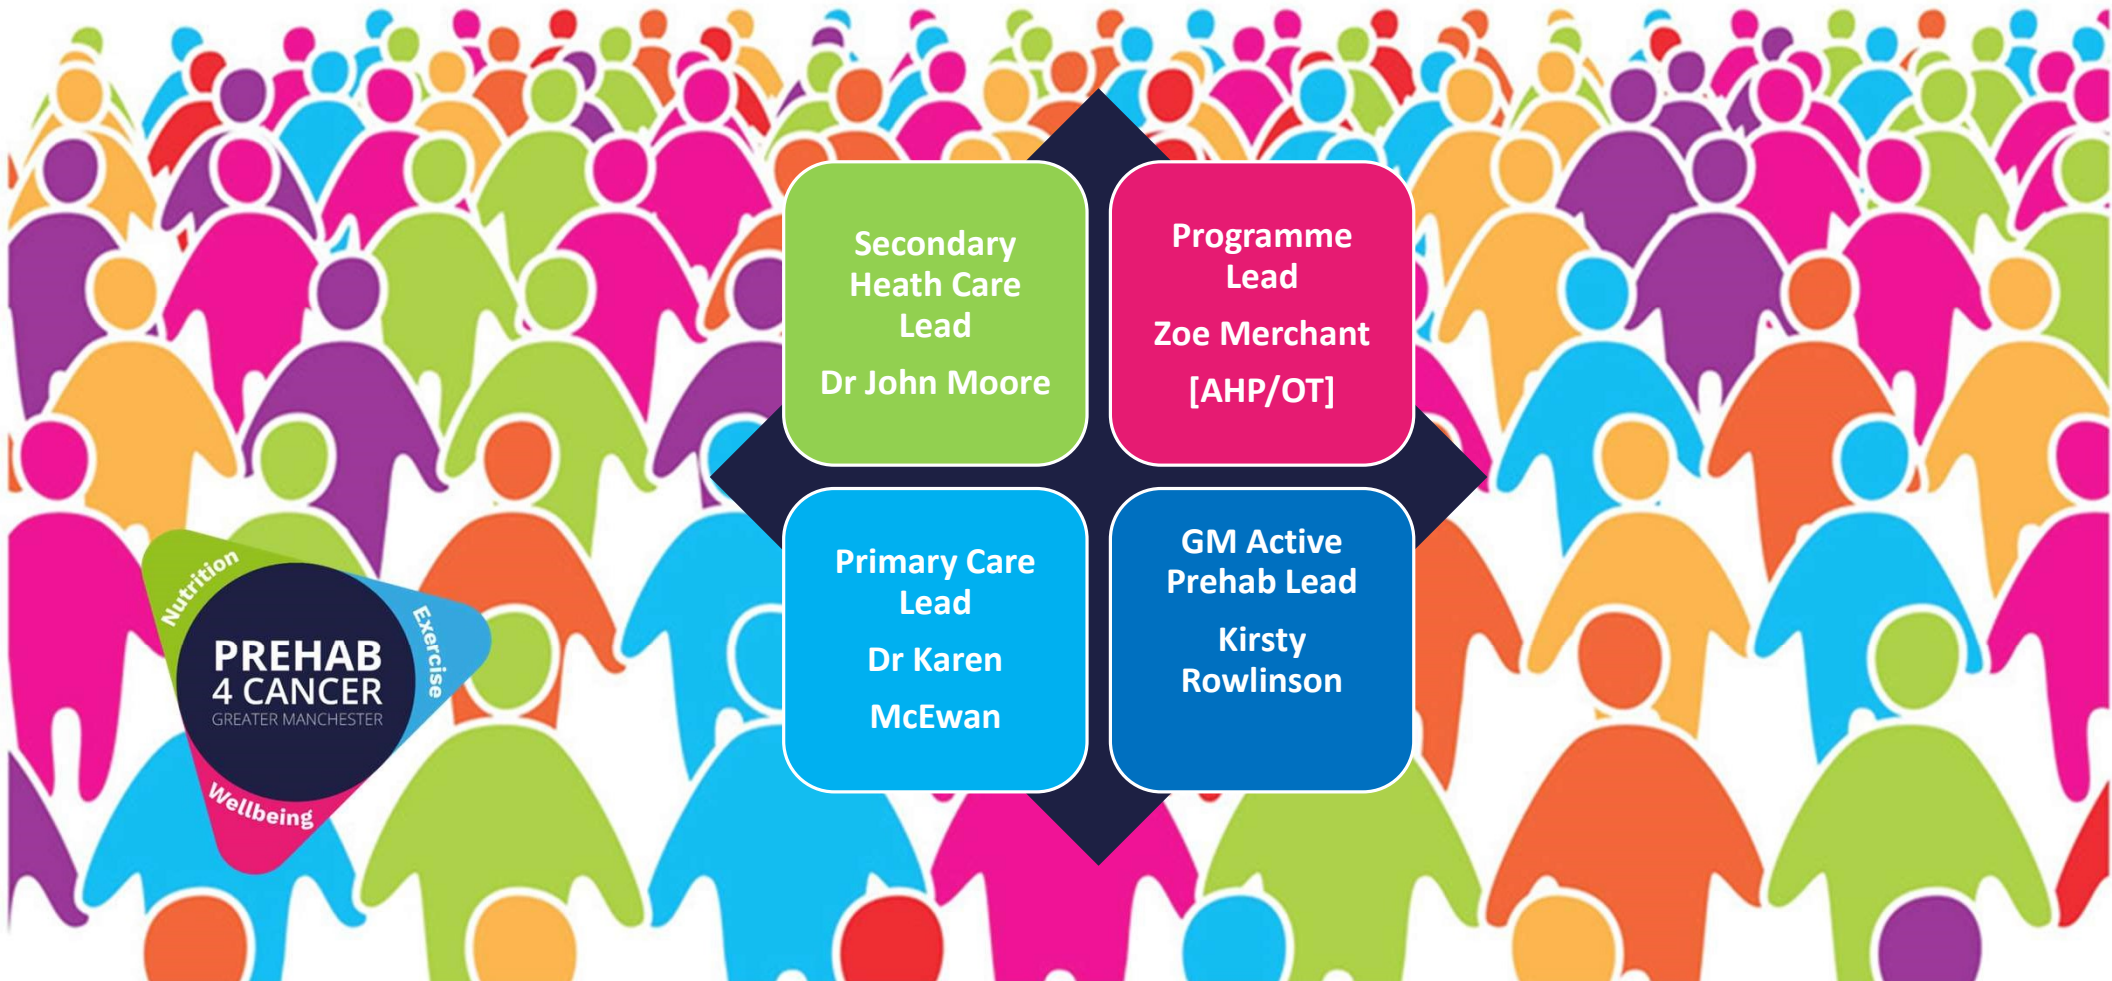 Secondary
Heath Care
Lead
Dr John Moore
Programme
Lead
Zoe Merchant
[AHP/OT]
Primary Care
Lead
Dr Karen
McEwan
GM Active
Prehab Lead
Kirsty
Rowlinson
Nutrition
Exercise
PREHAB
4 CANCER
GREATER MANCHESTER
Wellbeing